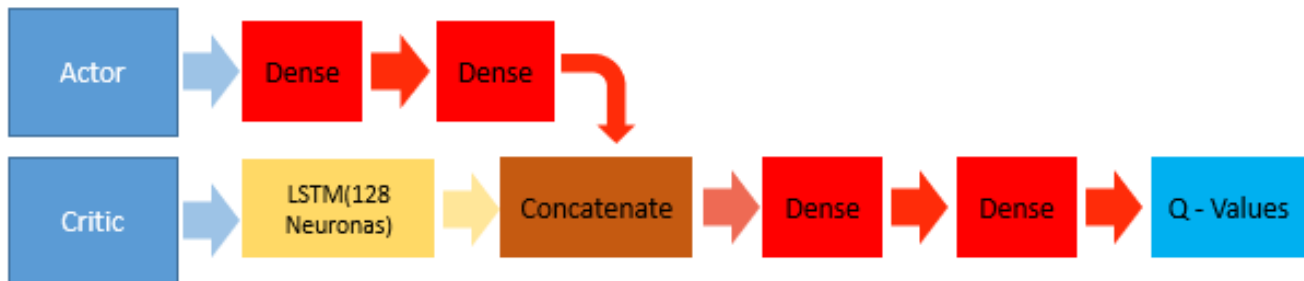 Actor
Dense
Dense
Critic
LSTM(128
Neuronas)
Concatenate
Dense
Dense
Q - Values